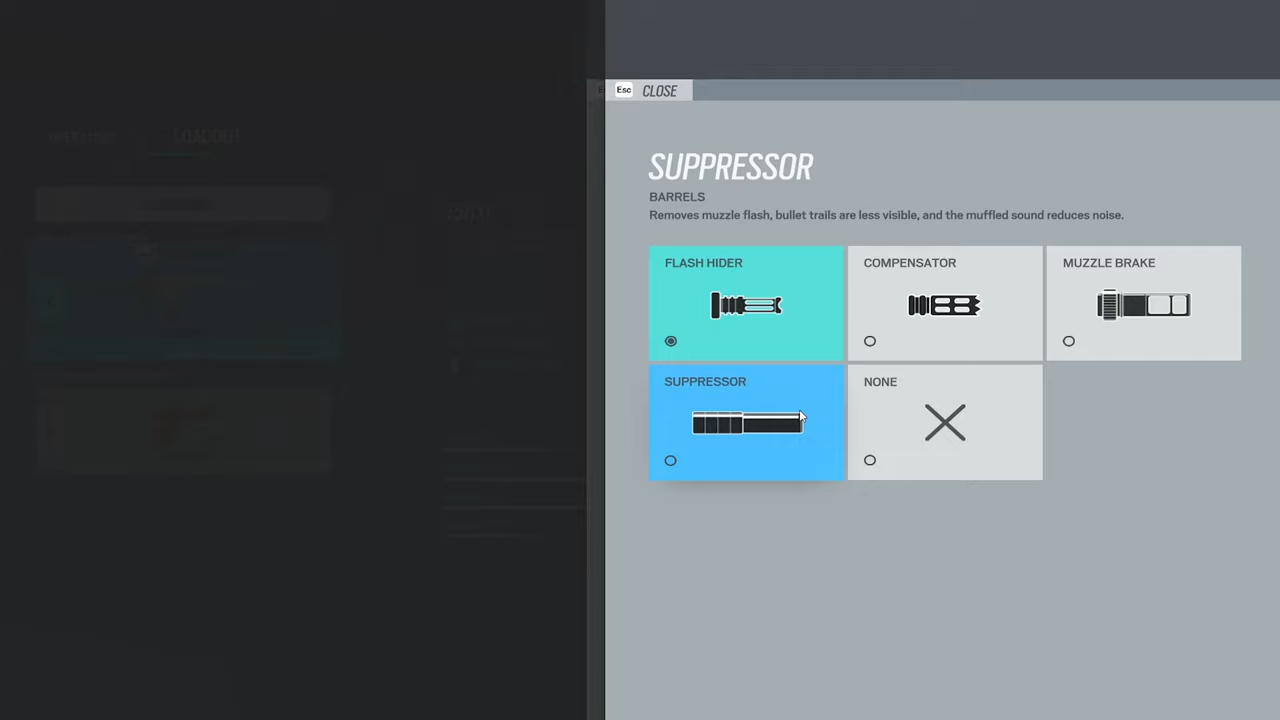 Esc CLOSE
LOADOUT
SUPPRESSOR
BARRELS
Removes muzzle flash, bullet trails are less visible, and the muffled sound reduces noise.
FLASH HIDER
COMPENSATOR
MUZZLE BRAKE
SUPPRESSOR
NONE